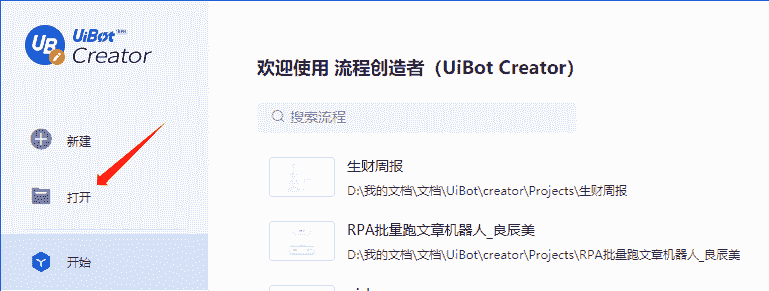 UiBot
Creator
新建
打开
开始
欢迎使用 流程创造者（UiBot Creator）
搜索流程
生财周报
D:\我的文档\文档\UiBot\creator\Projects\生财周报
RPA批量跑文章机器人_良辰美
D:\我的文档\文档\UiBot\creator\Projects\RPA批量跑文章机器人_良辰美